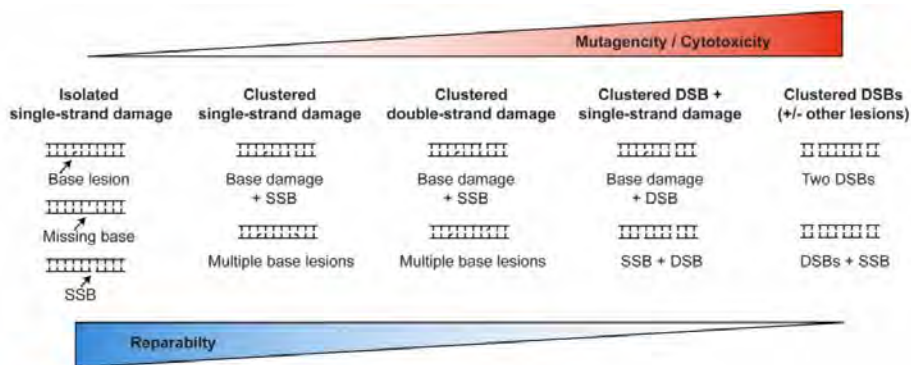 Mutagencity / Cytotoxicity
Isolated
single-strand damage
Clustered
single-strand damage
Clustered
double-strand damage
Clustered DSB +
single-strand damage
Clustered DSBs
(+/- other lesions)
Base lesion
Missing base
SSB
Base damage
+ SSB
Multiple base lesions
Base damage
+ SSB
Multiple base lesions
Base damage
+ DSB
SSB + DSB
Two DSBs
DSBs + SSB
Reparabilty